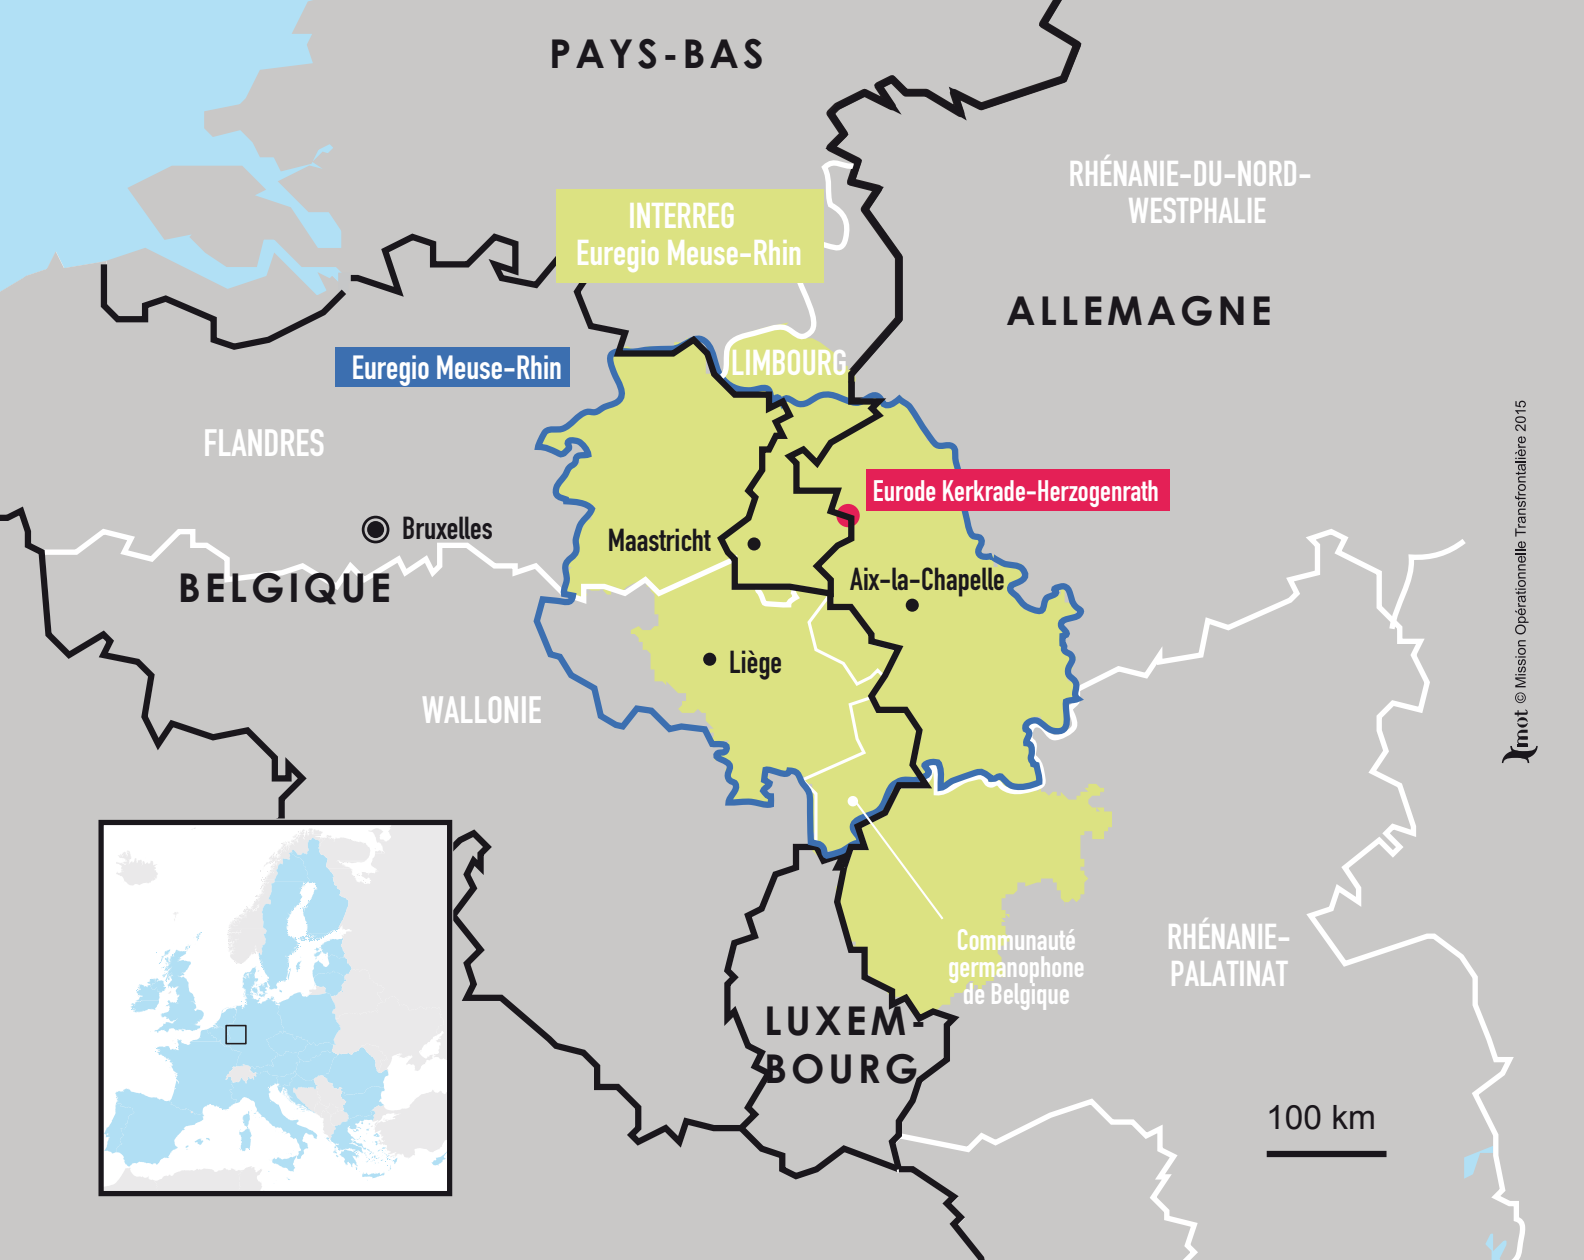 PAYS-BAS
RHÉNANIE-DU-NORD-
WESTPHALIE
INTERREG
Euregio Meuse-Rhin
ALLEMAGNE
Euregio Meuse-Rhin
LIMBOURG
FLANDRES
Eurode Kerkrade-Herzogenrath
Bruxelles
Maastricht
BELGIQUE
Aix-la-Chapelle
Liège
WALLONIE
Communauté
germanophone
de Belgique
RHÉNANIE-
PALATINAT
LUXEM-
BOURG
100 km
mot © Mission Opérationnelle Transfrontalière 2015